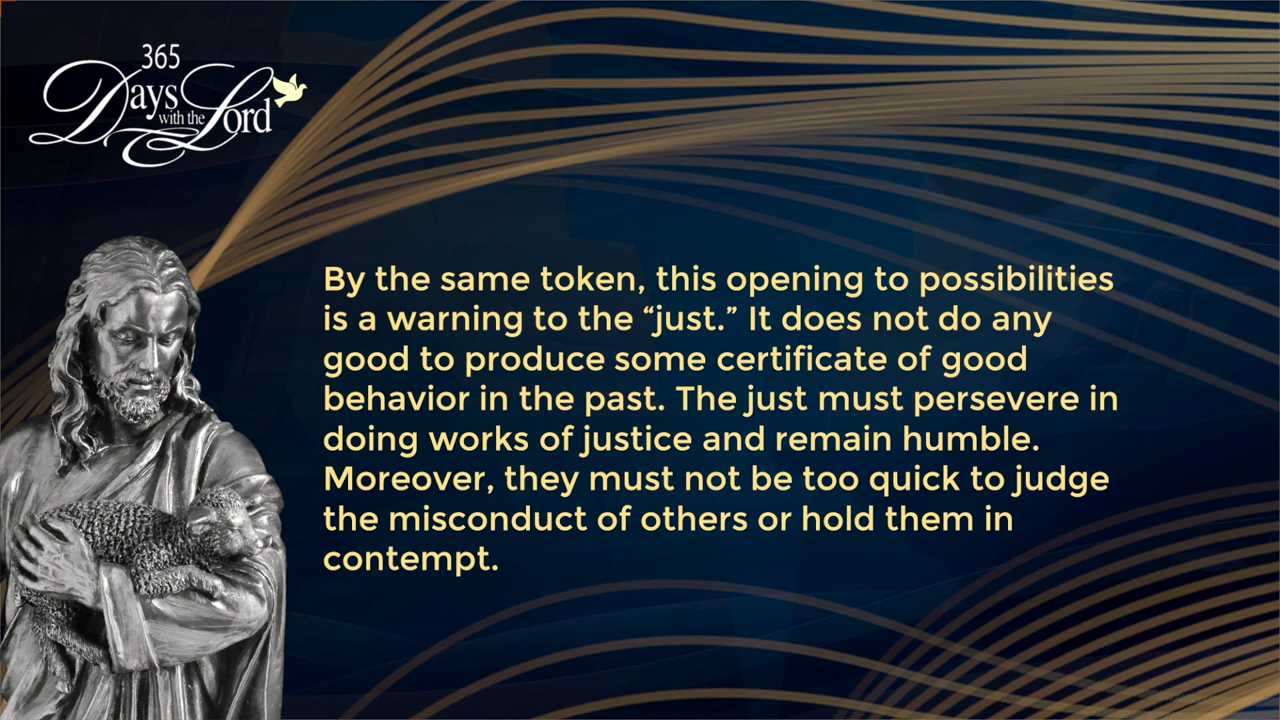 365
Days with the Lord
By the same token, this opening to possibilities
is a warning to the “just.” It does not do any
good to produce some certificate of good
behavior in the past. The just must persevere in
doing works of justice and remain humble.
Moreover, they must not be too quick to judge
the misconduct of others or hold them in
contempt.